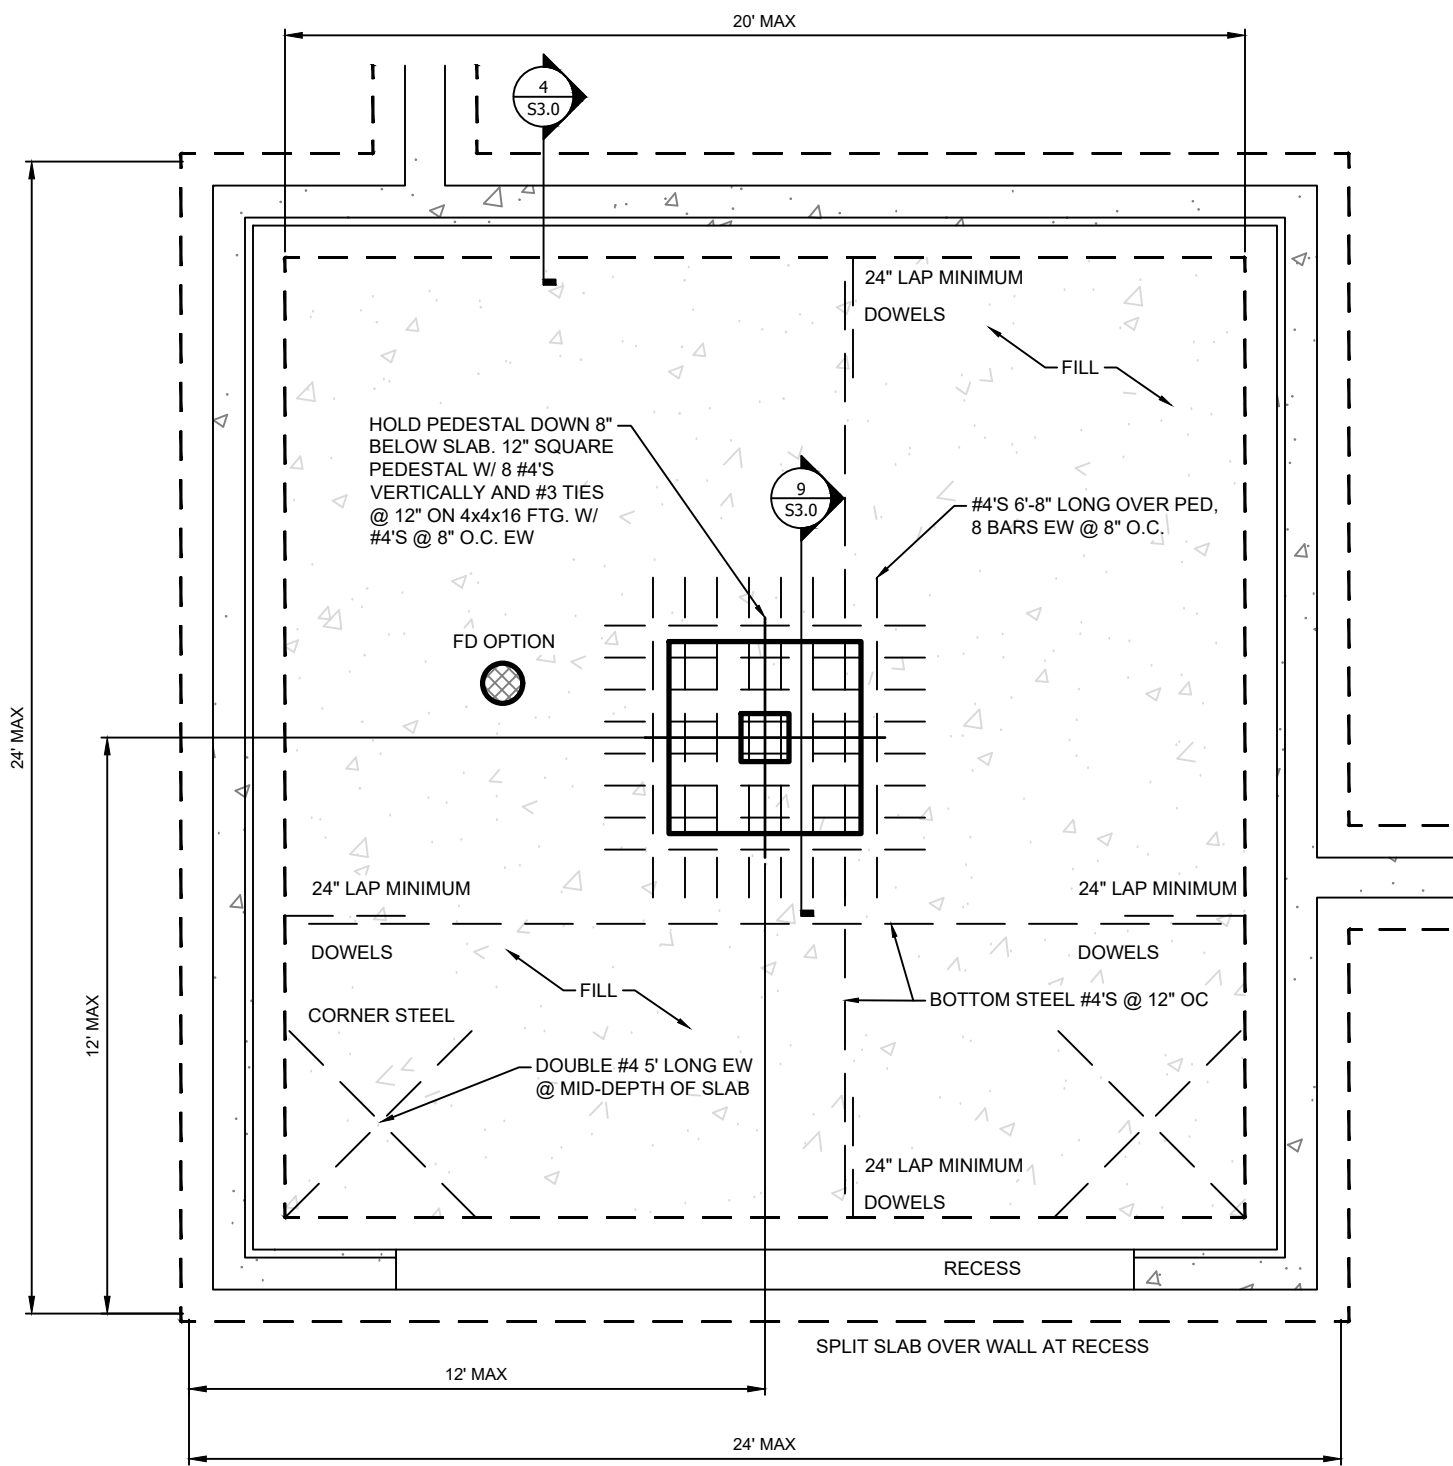 20' MAX
4
S3.0
24" LAP MINIMUM
DOWELS
FILL
HOLD PEDESTAL DOWN 8"
BELOW SLAB. 12" SQUARE
PEDESTAL W/ 8 #4'S
VERTICALLY AND #3 TIES
@ 12" ON 4x4x16 FTG. W/
#4'S @ 8" O.C. EW
9
S3.0
#4'S 6'-8" LONG OVER PED,
8 BARS EW @ 8" O.C.
FD OPTION
24' MAX
24" LAP MINIMUM
24" LAP MINIMUM
DOWELS
DOWELS
FILL
BOTTOM STEEL #4'S @ 12" OC
CORNER STEEL
12' MAX
DOUBLE #4 5' LONG EW
@ MID-DEPTH OF SLAB
24" LAP MINIMUM
DOWELS
RECESS
SPLIT SLAB OVER WALL AT RECESS
12' MAX
24' MAX